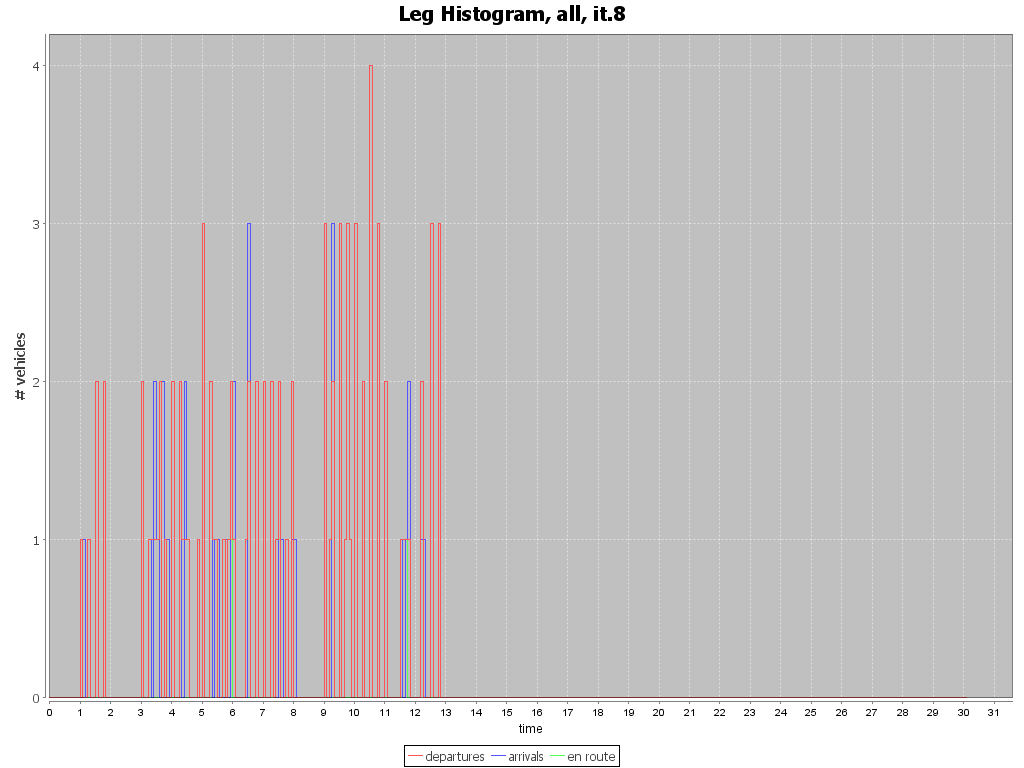 Leg Histogram, all, it.8
# vehicles
4
3
2
1
0
0 1 2 3 4 5 6 7 8 9 10 11 12 13 14 15 16 17 18 19 20 21 22 23 24 25 26 27 28 29 30 31
time
departures arrivals en route